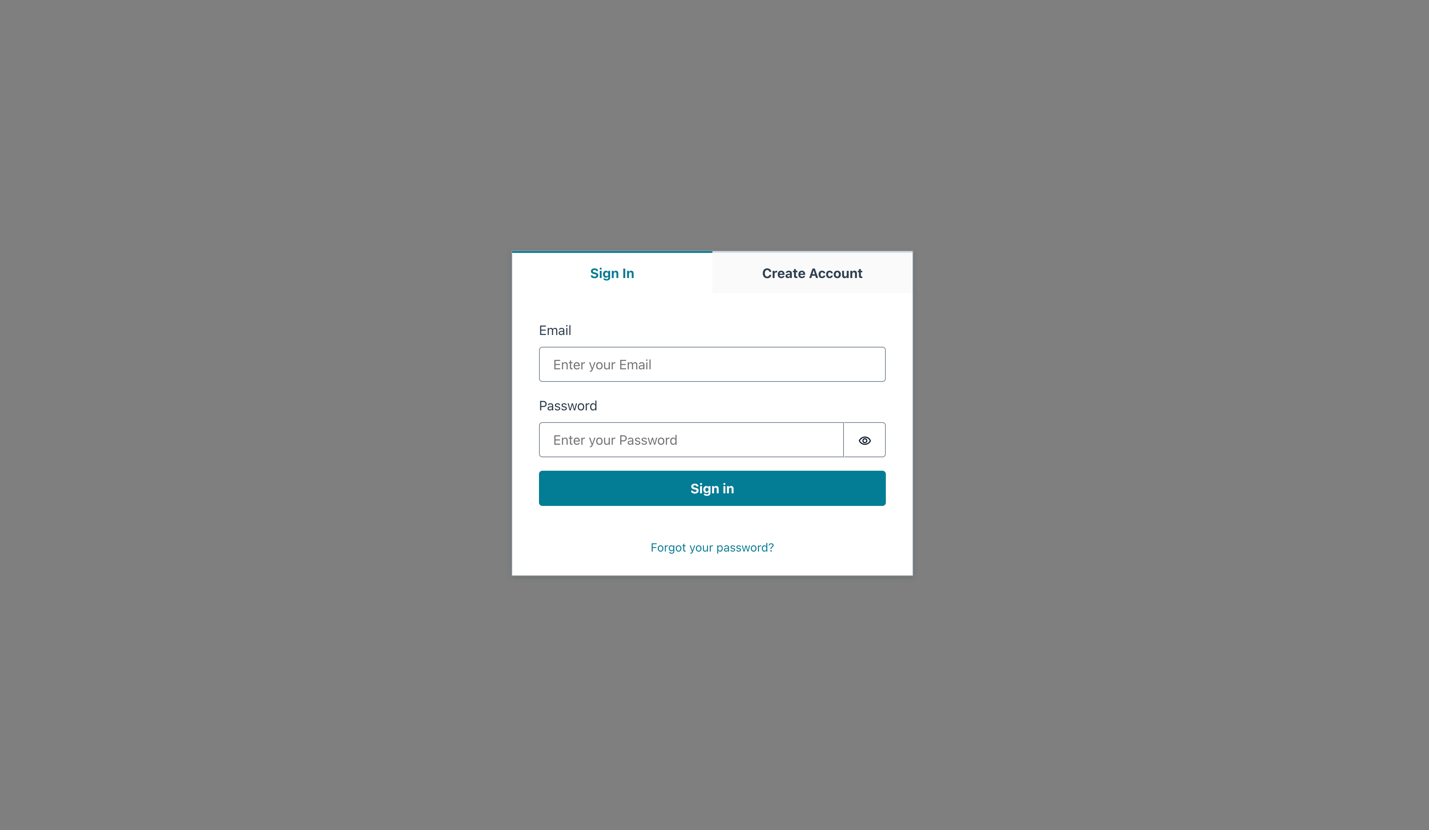 Sign In
Create Account
Email
Enter your Email
Password
Enter your Password
Sign in
Forgot your password?